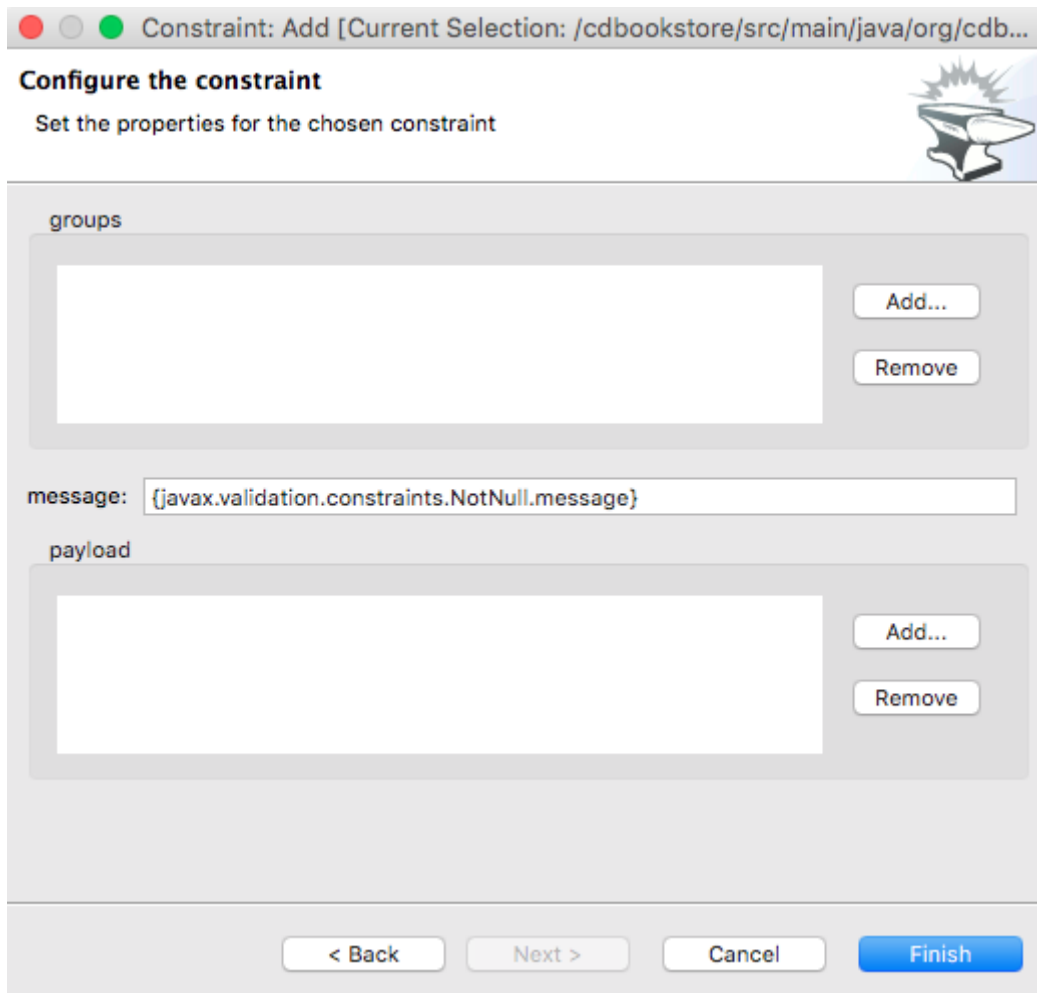 Constraint: Add [Current Selection: /cdbookstore/src/main/java/org/cdb...
Configure the constraint
Set the properties for the chosen constraint
groups
Add...
Remove
message: {javax.validation.constraints.NotNull.message}
payload
Add...
Remove
< Back Next > Cancel Finish